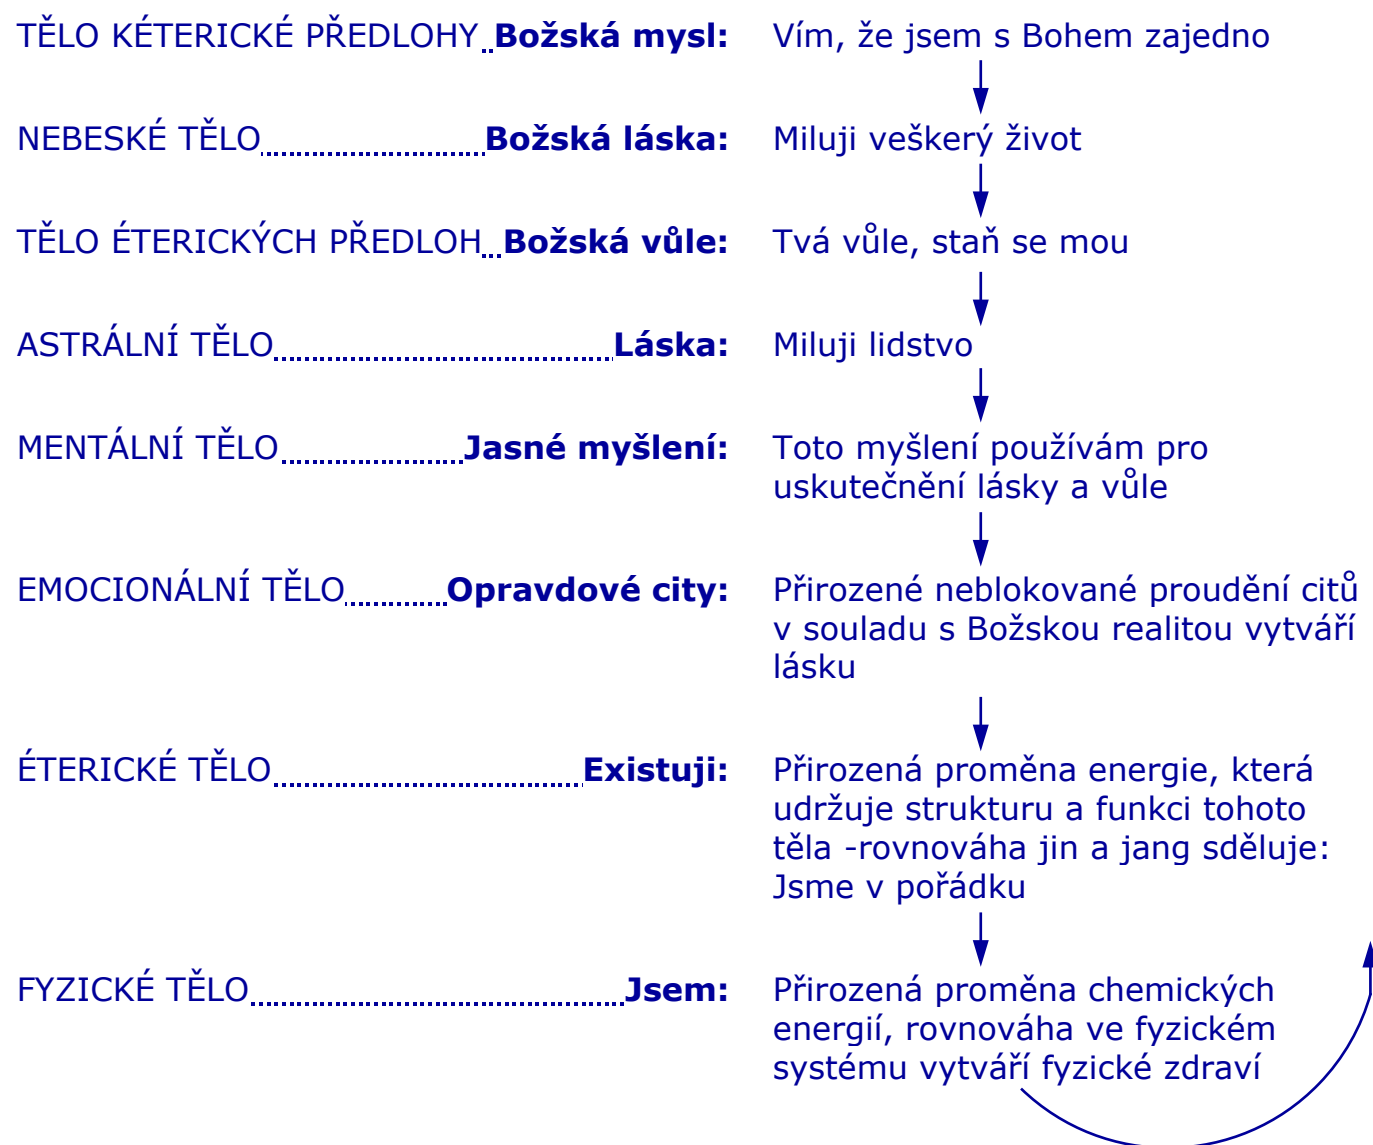 TĚLO KÉTERICKÉ PŘEDLOHY Božská mysl: Vím, že jsem s Bohem zajedno
NEBESKÉ TĚLO Božská láska: Miluji veškerý život
TĚLO ÉTERICKÝCH PŘEDLOH Božská vůle: Tvá vůle, staň se mou
ASTRÁLNÍ TĚLO Láska: Miluji lidstvo
MENTÁLNÍ TĚLO Jasné myšlení: Toto myšlení používám pro
uskutečnění lásky a vůle
EMOCIONÁLNÍ TĚLO Opravdové city: Přirozené neblokované proudění citů
v souladu s Božskou realitou vytváří
lásku
ÉTERICKÉ TĚLO Existuji: Přirozená proměna energie, která
udržuje strukturu a funkci tohoto
těla -rovnováha jin a jang sděluje:
Jsme v pořádku
FYZICKÉ TĚLO Jsem: Přirozená proměna chemických
energií, rovnováha ve fyzickém
systému vytváří fyzické zdraví